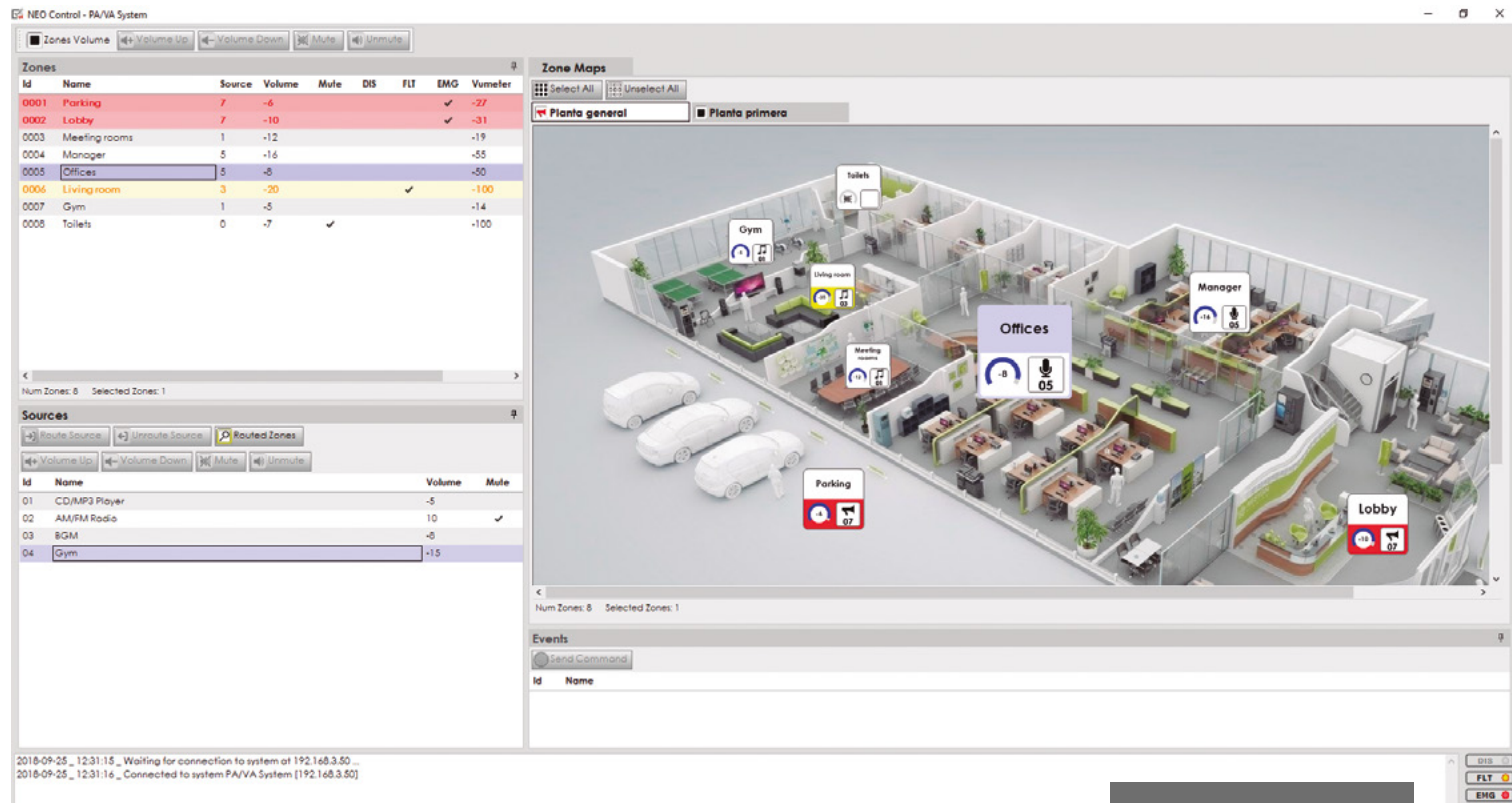 NEO Control - PA/VA System
Zones Volume Volume Up Volume Down Mute Unmute
Zones
Id Name Source Volume Mute DIS FLT EMG Vumeter
0001 Parking 7 -6 ✓ -27
0002 Lobby 7 -10 ✓ -31
0003 Meeting rooms 1 -12 -19
0004 Manager 5 -16 -55
0005 Offices 5 -8 -50
0006 Living room 3 -20 ✓ -100
0007 Gym 1 -5 -14
0008 Toilets 0 -7 ✓ -100
Num Zones: 8 Selected Zones: 1
Sources
Route Source Unroute Source Routed Zones
Volume Up Volume Down Mute Unmute
Id Name Volume Mute
01 CD/MP3 Player -5
02 AM/FM Radio 10 ✓
03 BGM -8
04 Gym -15
Zone Maps
Select All Unselect All
Planta general Planta primera
Toilets
Gym
-5 01
Living room
-20 03
Manager
-16 05
Offices
-8 05
Meeting
rooms
-12 01
Parking
-6 07
Lobby
-10 07
Num Zones: 8 Selected Zones: 1
Events
Send Command
Id Name
2018-09-25 _ 12:31:15 _ Waiting for connection to system at 192.168.3.50 ...
2018-09-25 _ 12:31:16 _ Connected to system PA/VA System [192.168.3.50]
DIS
FLT
EMG